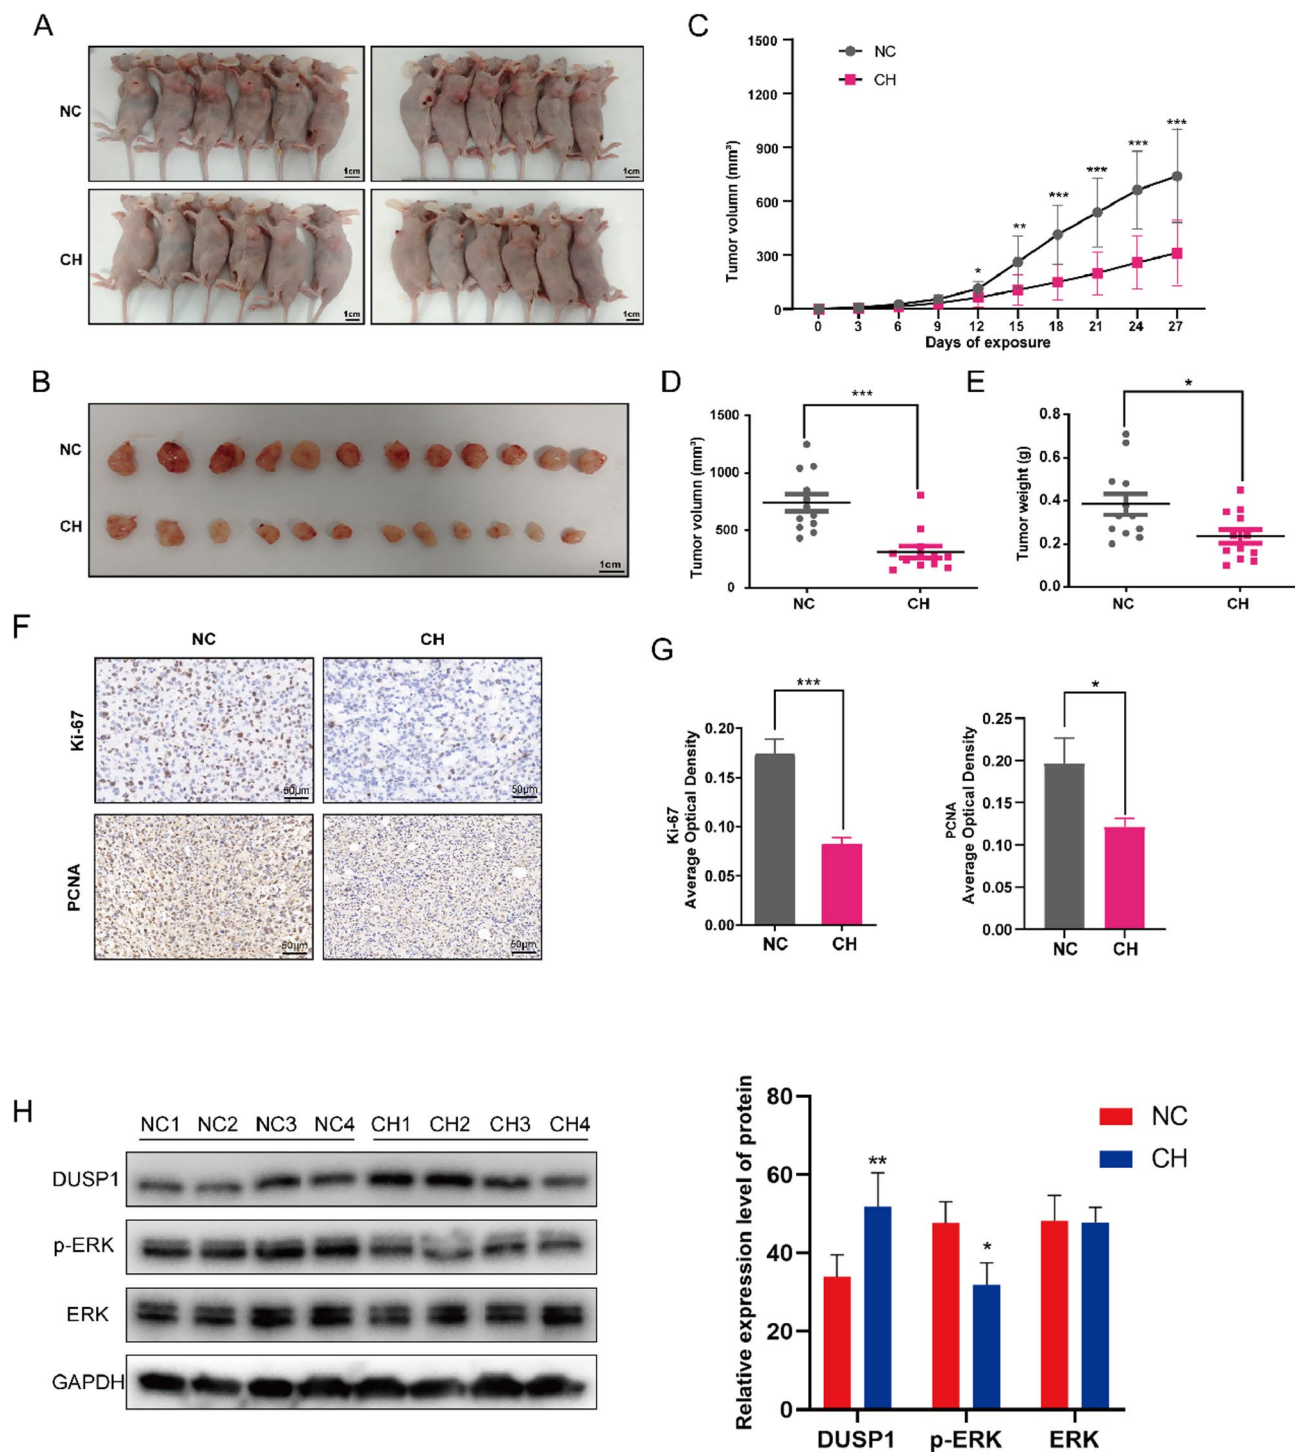 A
NC
1cm
1cm
CH
1cm
1cm
B
NC
CH
1cm
C
Tumor volumn (mm³)
1500
1200
900
600
300
0
NC
CH
*
**
***
***
***
***
0 3 6 9 12 15 18 21 24 27
Days of exposure
D
Tumor volumn (mm³)
1500
1000
500
0
***
NC CH
E
Tumor weight (g)
0.8
0.6
0.4
0.2
0.0
*
NC CH
F
NC CH
Ki-67
50µm
50µm
PCNA
50µm
50µm
G
Ki-67
Average Optical Density
0.20
0.15
0.10
0.05
0.00
***
NC CH
PCNA
Average Optical Density
0.25
0.20
0.15
0.10
0.05
0.00
*
NC CH
H
NC1 NC2 NC3 NC4 CH1 CH2 CH3 CH4
DUSP1
p-ERK
ERK
GAPDH
Relative expression level of protein
80
60
40
20
0
**
*
NC
CH
DUSP1 p-ERK ERK